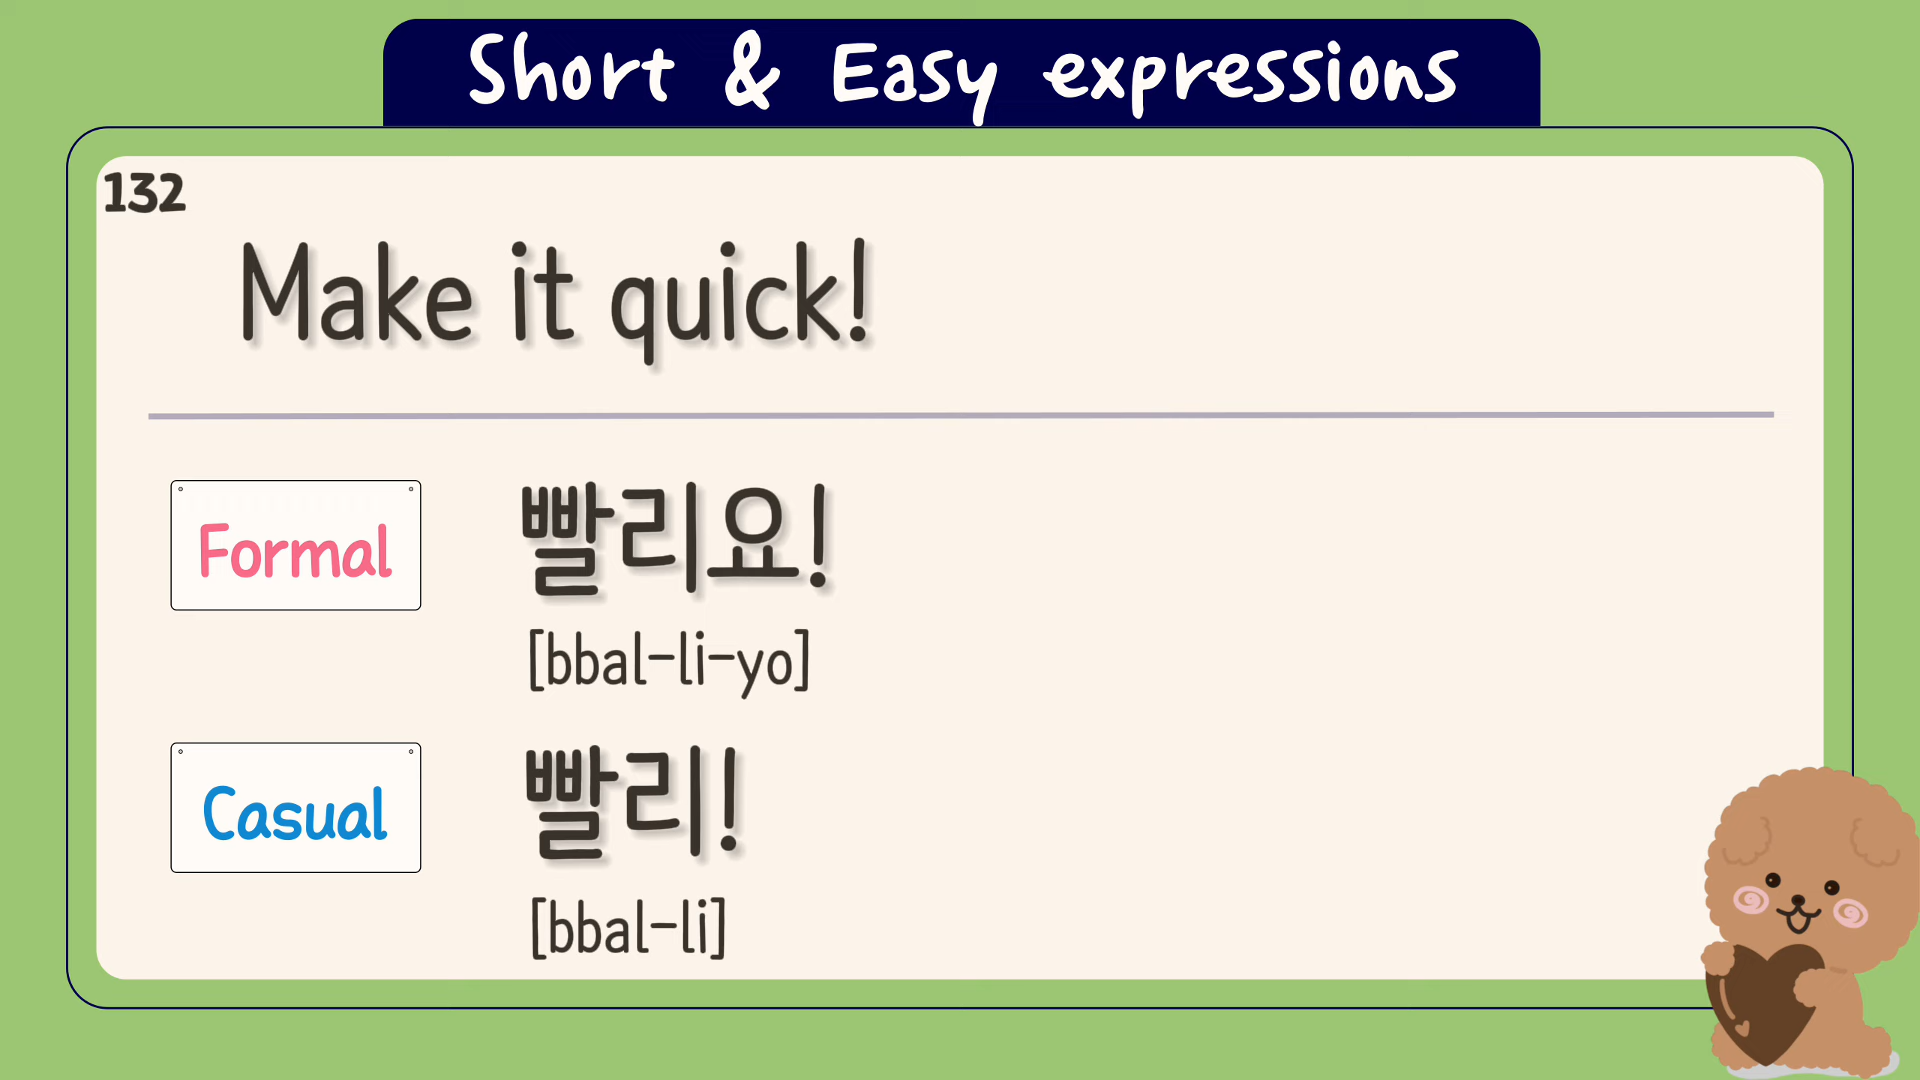 Short & Easy expressions
132
Make it quick!
Formal
빨리요!
[bbal-li-yo]
Casual
빨리!
[bbal-li]